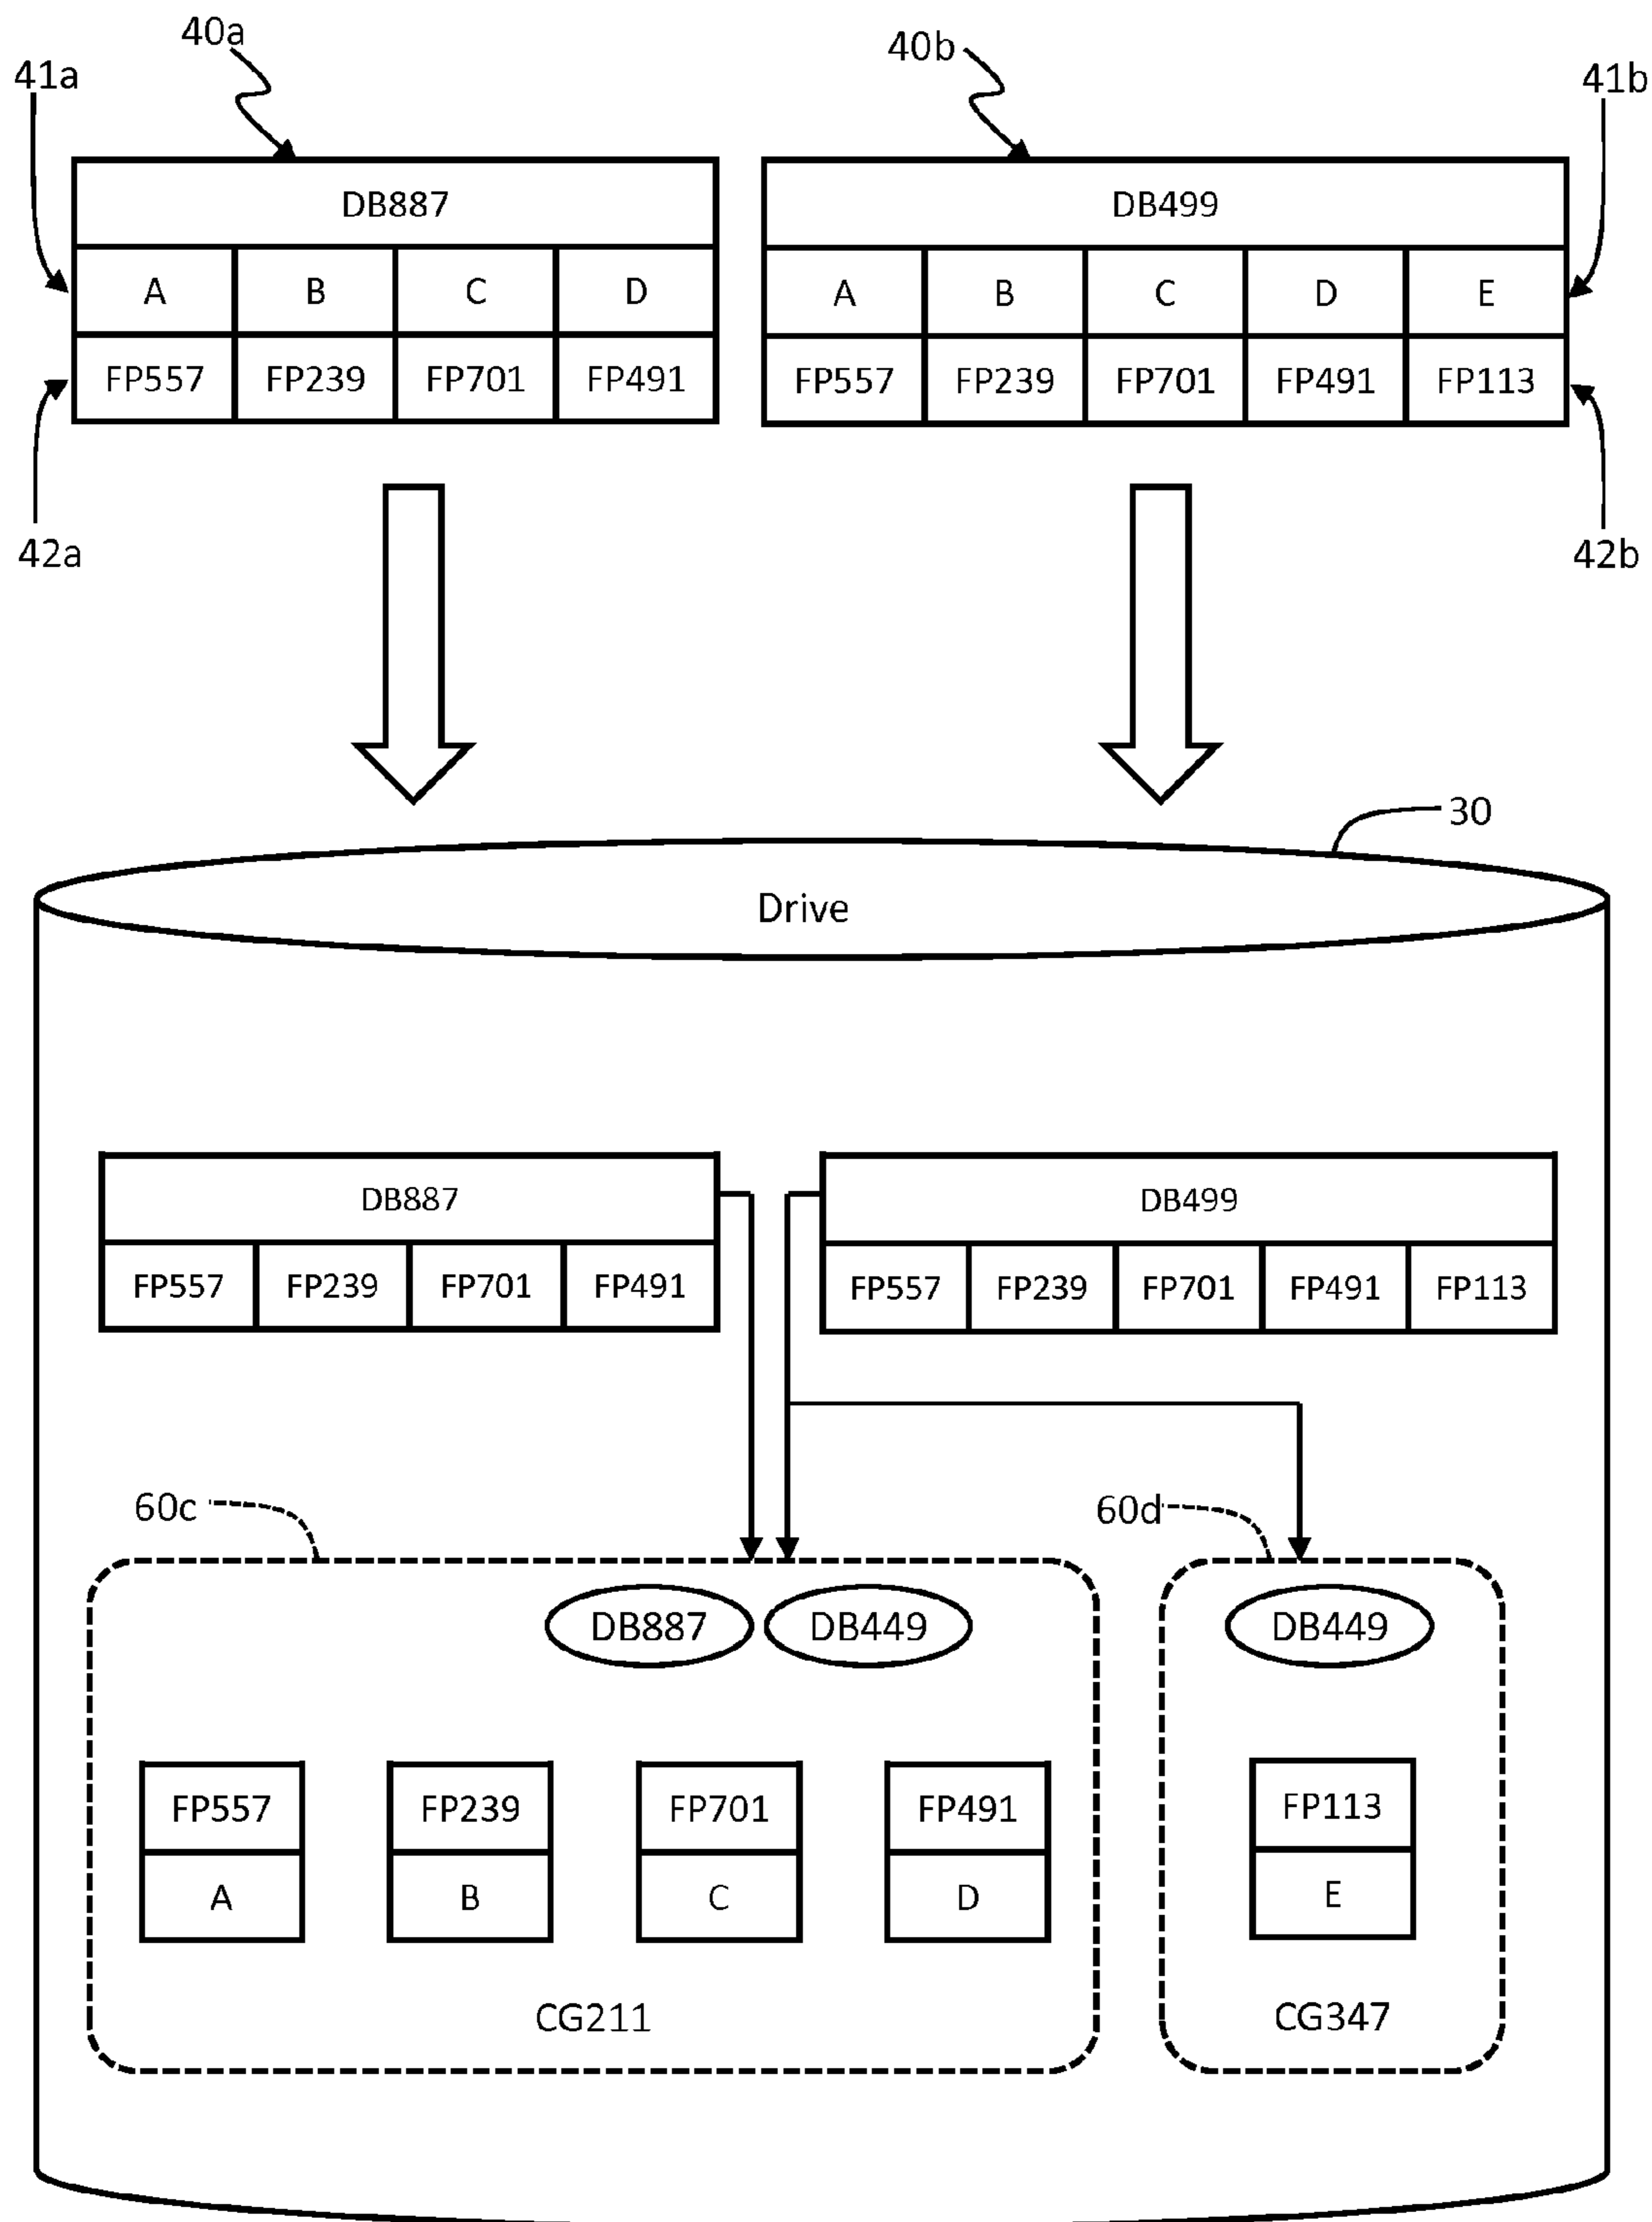 40a
40b
41a
41b
DB887
DB499
A B C D
A B C D E
FP557 FP239 FP701 FP491
FP557 FP239 FP701 FP491 FP113
42a
42b
30
Drive
DB887
DB499
FP557 FP239 FP701 FP491
FP557 FP239 FP701 FP491 FP113
60c
60d
DB887 DB449
DB449
FP557 FP239 FP701 FP491
FP113
A B C D
E
CG211
CG347